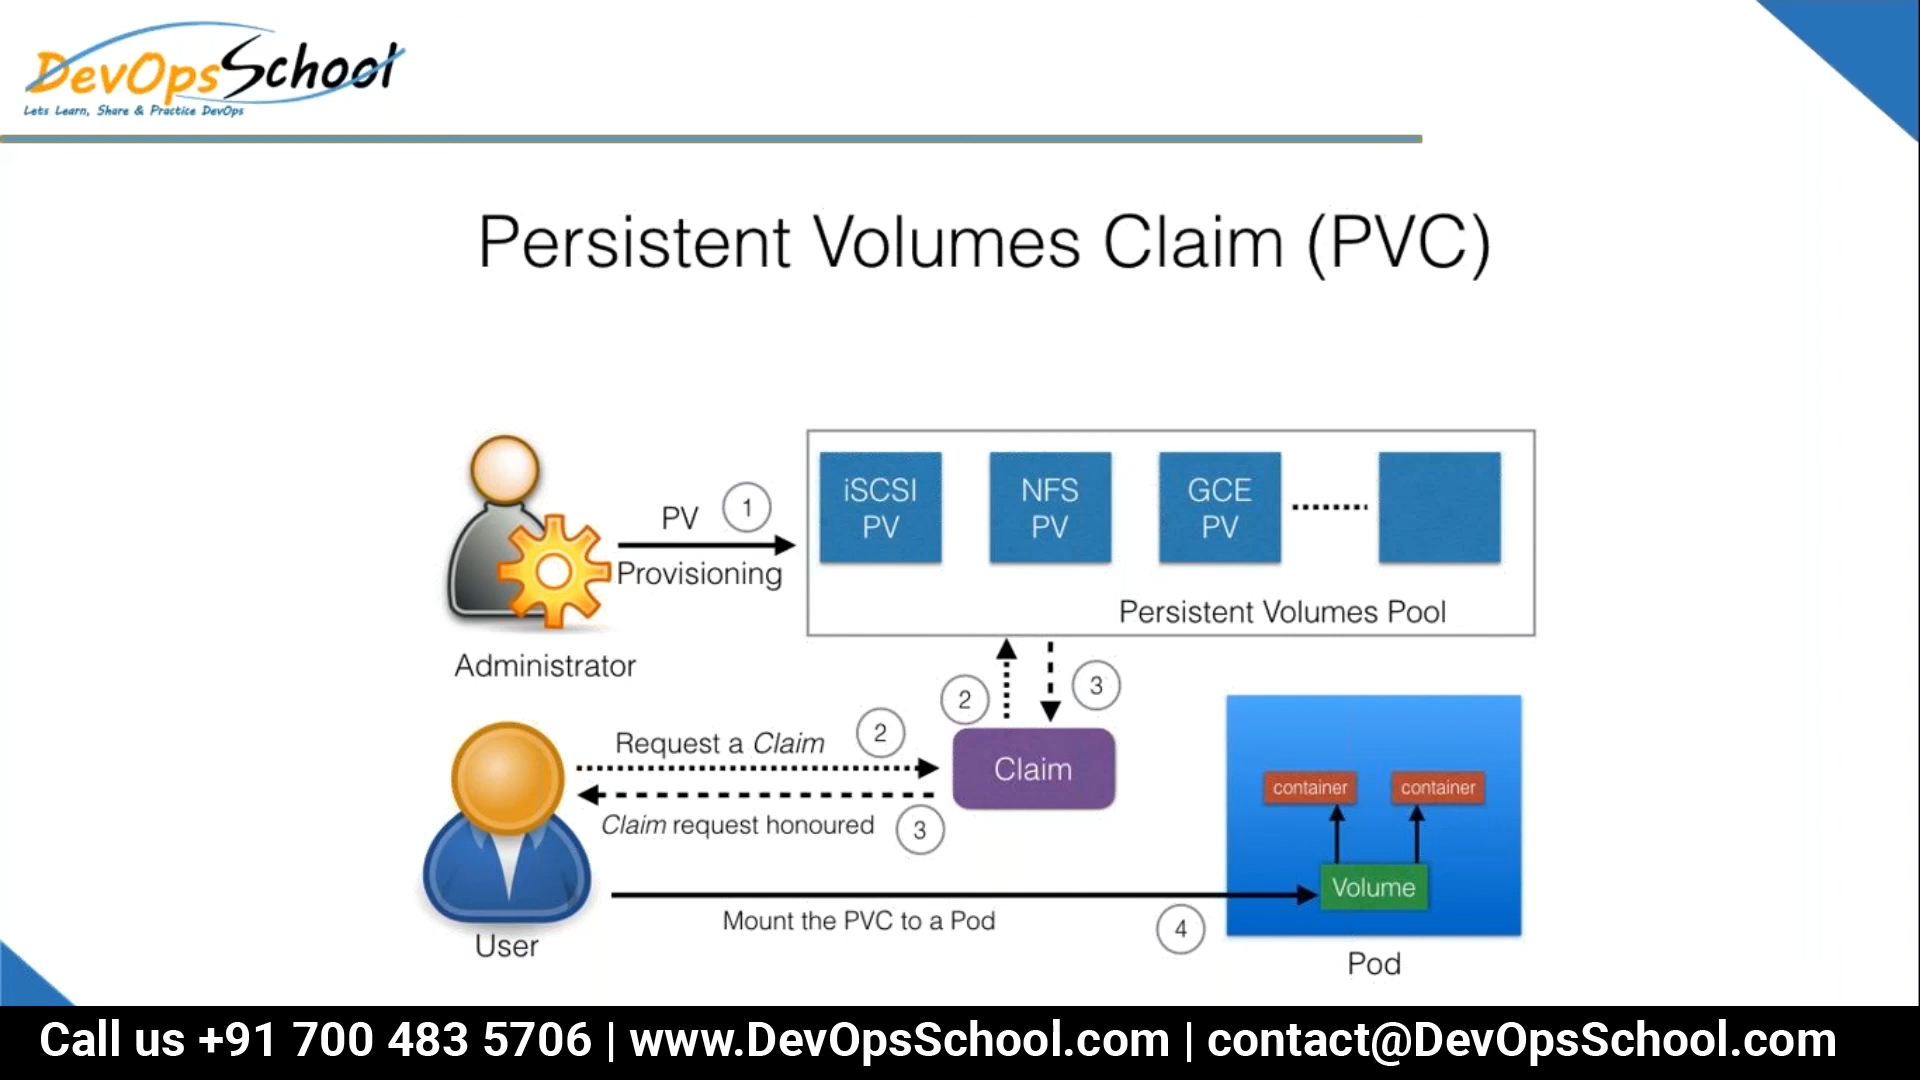 DevOpsSchool
Lets Learn, Share & Practice DevOps
Persistent Volumes Claim (PVC)
iSCSI
PV
NFS
PV
GCE
PV
PV
1
Provisioning
Persistent Volumes Pool
Administrator
2
3
Request a Claim
2
Claim
Claim request honoured
3
container
container
Volume
Mount the PVC to a Pod
4
User
Pod
Call us +91 700 483 5706 | www.DevOpsSchool.com | contact@DevOpsSchool.com